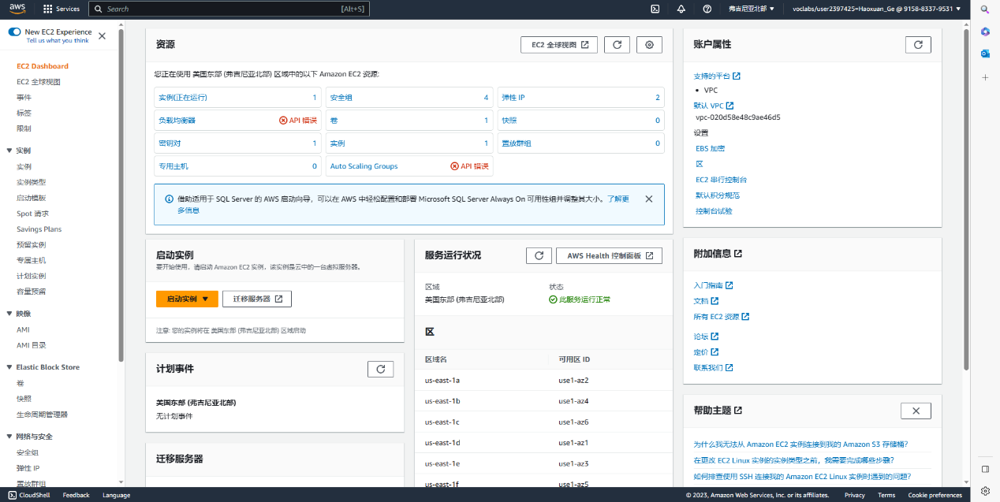 aws
Services
Search
[Alt+S]
弗吉尼亚北部
voclabs/user2397425=Haoxuan_Ge @ 9158-8337-9531
New EC2 Experience
Tell us what you think
EC2 Dashboard
EC2 全球视图
事件
标签
限制
实例
实例
实例类型
启动模板
Spot 请求
Savings Plans
预留实例
专属主机
计划实例
容量预留
映像
AMI
AMI 目录
Elastic Block Store
卷
快照
生命周期管理器
网络与安全
安全组
弹性 IP
置放群组
资源
EC2 全球视图
您正在使用 美国东部 (弗吉尼亚北部) 区域中的以下 Amazon EC2 资源:
实例(正在运行) 1
安全组 4
弹性 IP 2
负载均衡器 API 错误
卷 1
快照 0
密钥对 1
实例 1
置放群组 0
专用主机 0
Auto Scaling Groups API 错误
借助适用于 SQL Server 的 AWS 启动向导，可以在 AWS 中轻松配置和部署 Microsoft SQL Server Always On 可用性组并调整其大小。了解更
多信息
启动实例
要开始使用，请启动 Amazon EC2 实例，该实例是云中的一台虚拟服务器。
启动实例
迁移服务器
注意: 您的实例将在 美国东部 (弗吉尼亚北部) 区域启动
计划事件
美国东部 (弗吉尼亚北部)
无计划事件
迁移服务器
服务运行状况
AWS Health 控制面板
区域
状态
美国东部 (弗吉尼亚北部)
此服务运行正常
区
区域名
可用区 ID
us-east-1a
use1-az2
us-east-1b
use1-az4
us-east-1c
use1-az6
us-east-1d
use1-az1
us-east-1e
use1-az3
us-east-1f
use1-az5
账户属性
支持的平台
• VPC
默认 VPC
vpc-020d58e48c9ae46d5
设置
EBS 加密
区
EC2 串行控制台
默认积分规范
控制台试验
附加信息
入门指南
文档
所有 EC2 资源
论坛
定价
联系我们
帮助主题
为什么我无法从 Amazon EC2 实例连接到我的 Amazon S3 存储桶?
在更改 EC2 Linux 实例的实例类型之前，我需要完成哪些步骤?
如何排查使用 SSH 连接我的 Amazon EC2 Linux 实例时遇到的问题?
CloudShell
Feedback
Language
© 2023, Amazon Web Services, Inc. or its affiliates.
Privacy
Terms
Cookie preferences